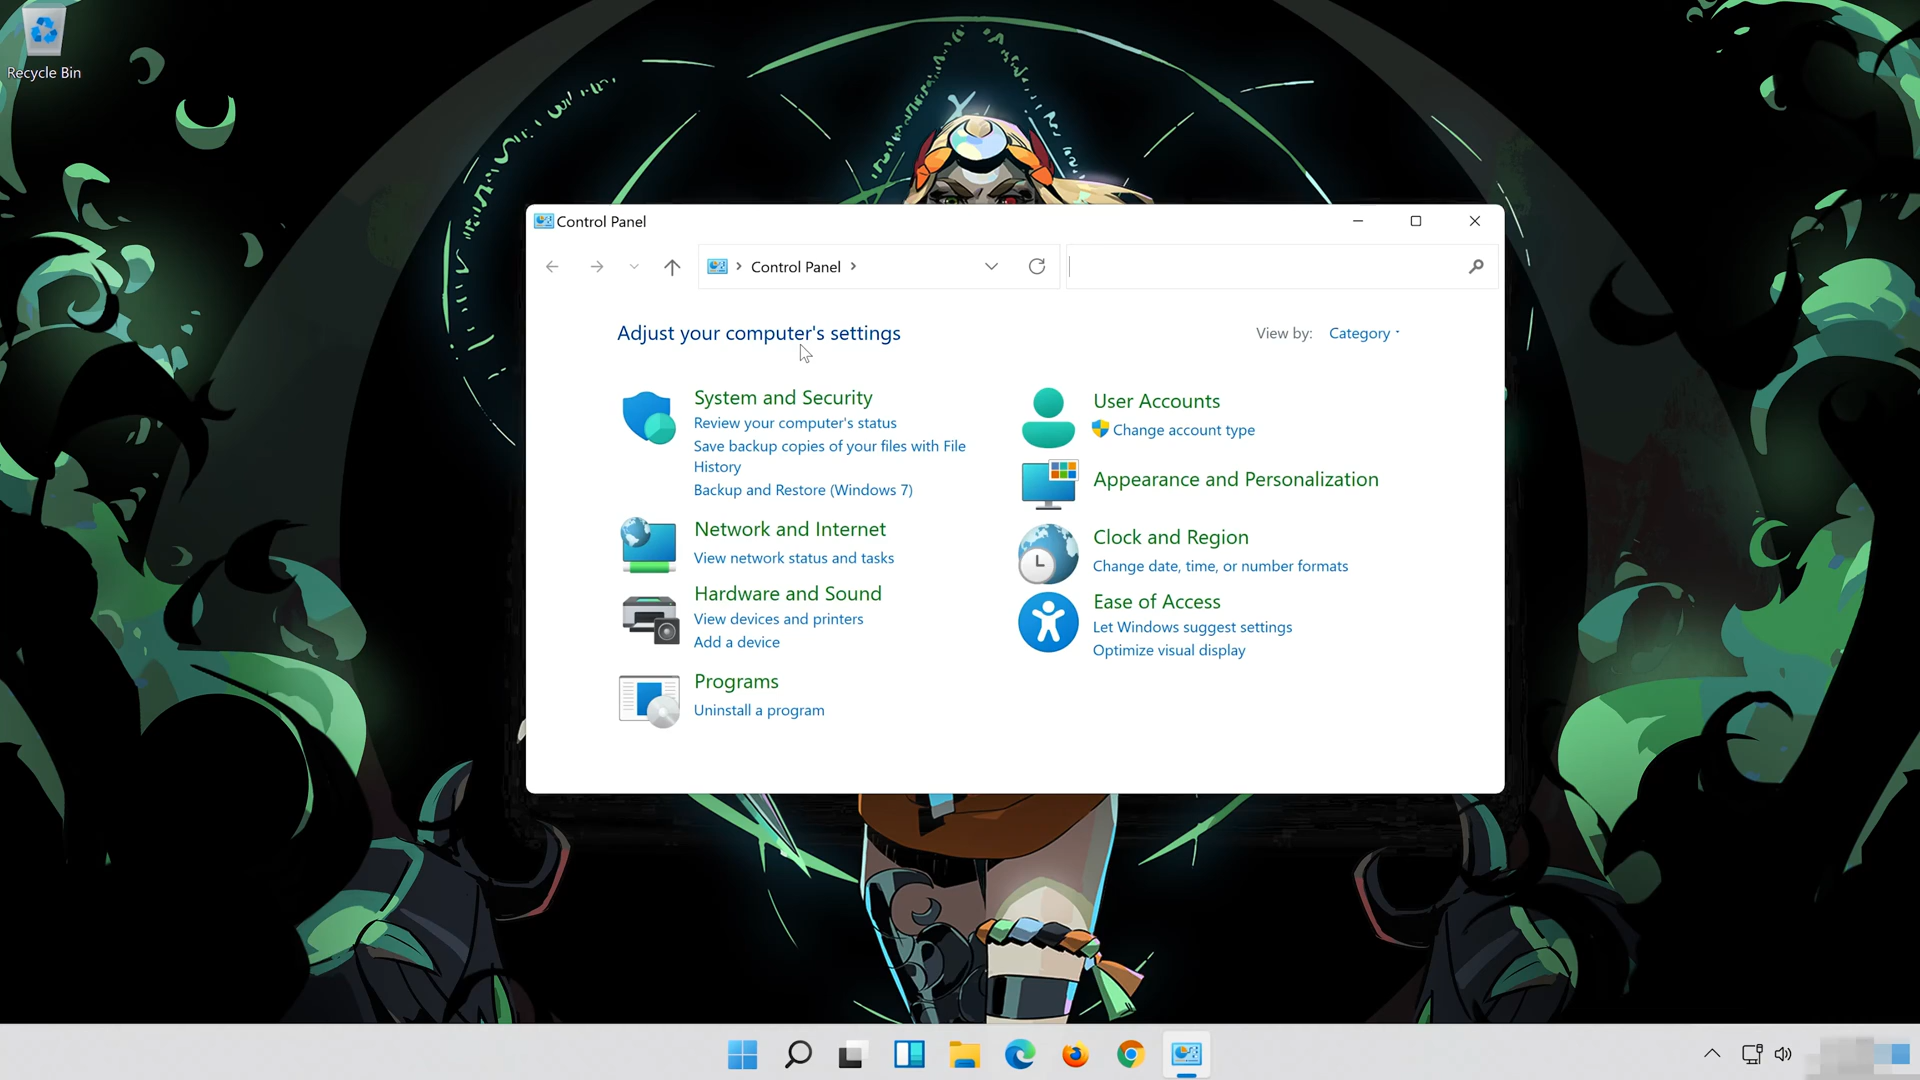 Recycle Bin
Control Panel
Control Panel
Adjust your computer's settings
View by: Category
System and Security
Review your computer's status
Save backup copies of your files with File
History
Backup and Restore (Windows 7)
Network and Internet
View network status and tasks
Hardware and Sound
View devices and printers
Add a device
Programs
Uninstall a program
User Accounts
Change account type
Appearance and Personalization
Clock and Region
Change date, time, or number formats
Ease of Access
Let Windows suggest settings
Optimize visual display